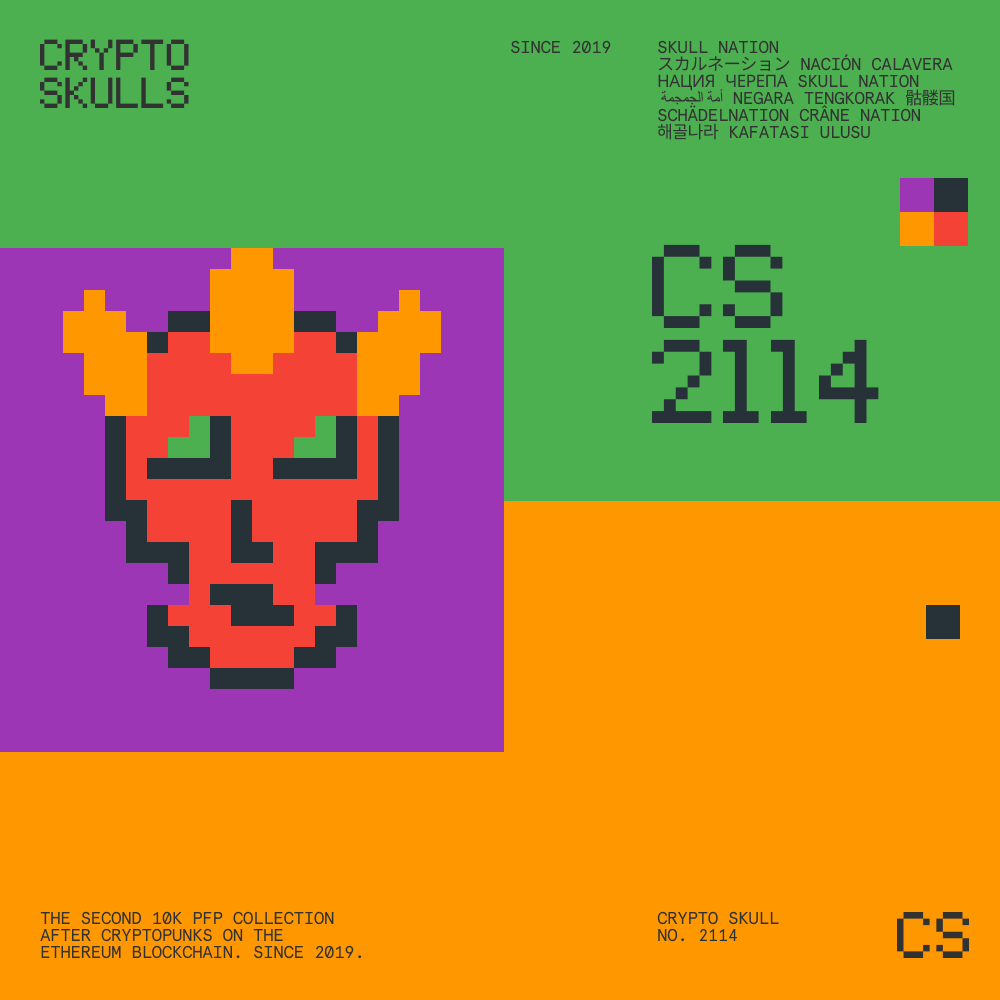 CRYPTO
SKULLS
SINCE 2019
SKULL NATION
スカルネーション NACIÓN CALAVERA
НАЦИЯ ЧЕРЕПА SKULL NATION
أمة الجمجمة NEGARA TENGKORAK 骷髅国
SCHÄDELNATION CRÂNE NATION
해골나라 KAFATASI ULUSU
CS
2114
THE SECOND 10K PFP COLLECTION
AFTER CRYPTOPUNKS ON THE
ETHEREUM BLOCKCHAIN. SINCE 2019.
CRYPTO SKULL
NO. 2114
CS